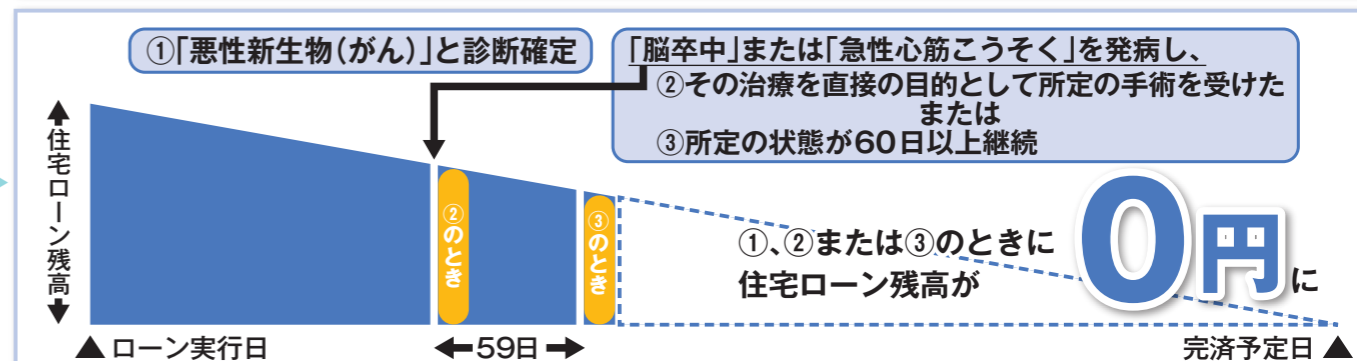 ①「悪性新生物(がん)」と診断確定
「脳卒中」または「急性心筋こうそく」を発病し、
②その治療を直接の目的として所定の手術を受けた
または
③所定の状態が60日以上継続
住宅ローン残高
②のとき
③のとき
①、②または③のときに
住宅ローン残高が
0円に
▲ローン実行日
59日
完済予定日▲